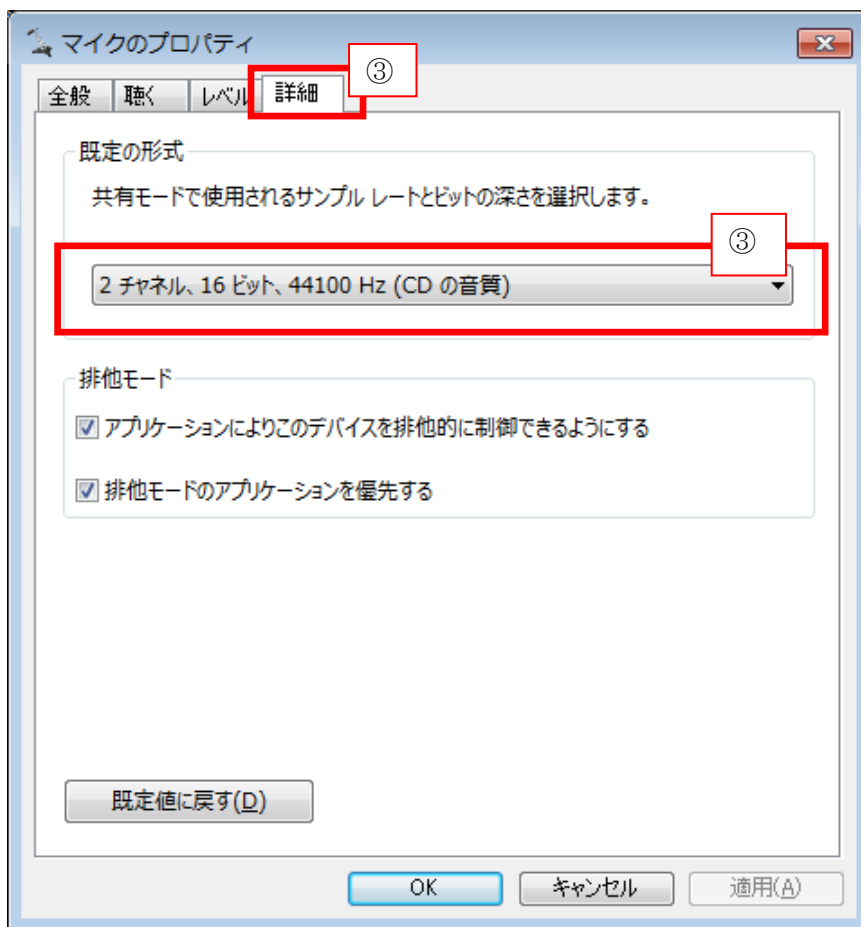 マイクのプロパティ
③
全般 聴く レベル 詳細
既定の形式
共有モードで使用されるサンプル レートとビットの深さを選択します。
③
2 チャネル、16 ビット、44100 Hz (CD の音質)
排他モード
アプリケーションによりこのデバイスを排他的に制御できるようにする
排他モードのアプリケーションを優先する
既定値に戻す(D)
OK キャンセル 適用(A)